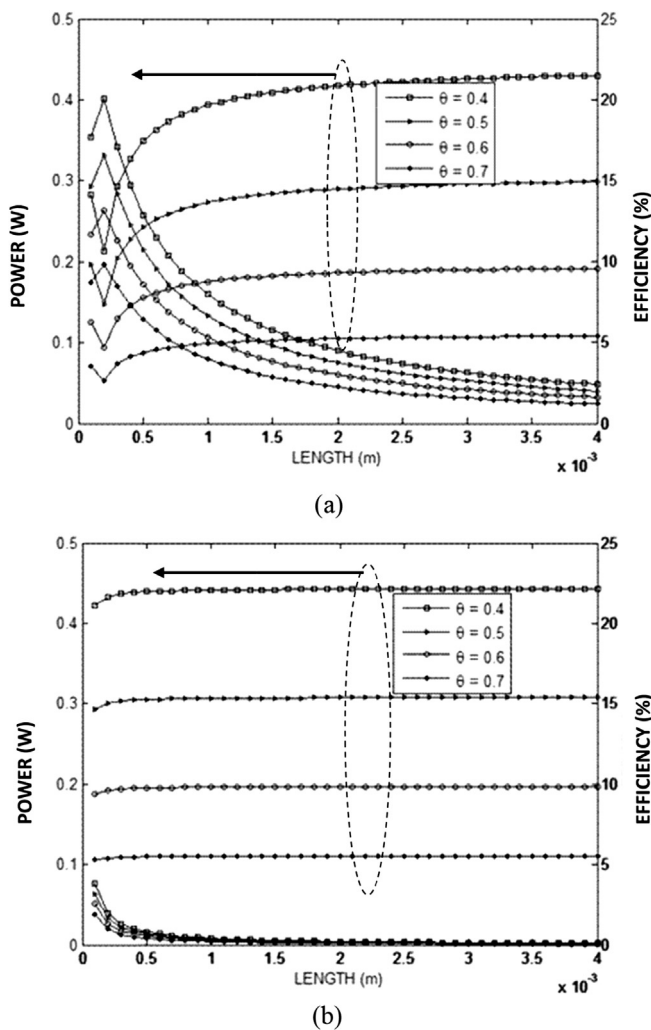 0.5
0.4
0.3
0.2
0.1
0
POWER (W)
25
20
15
10
5
0
EFFICIENCY (%)
θ = 0.4
θ = 0.5
θ = 0.6
θ = 0.7
0 0.5 1 1.5 2 2.5 3 3.5 4
LENGTH (m)
x 10⁻³
(a)
0.5
0.4
0.3
0.2
0.1
0
POWER (W)
25
20
15
10
5
0
EFFICIENCY (%)
θ = 0.4
θ = 0.5
θ = 0.6
θ = 0.7
0 0.5 1 1.5 2 2.5 3 3.5 4
LENGTH (m)
x 10⁻³
(b)